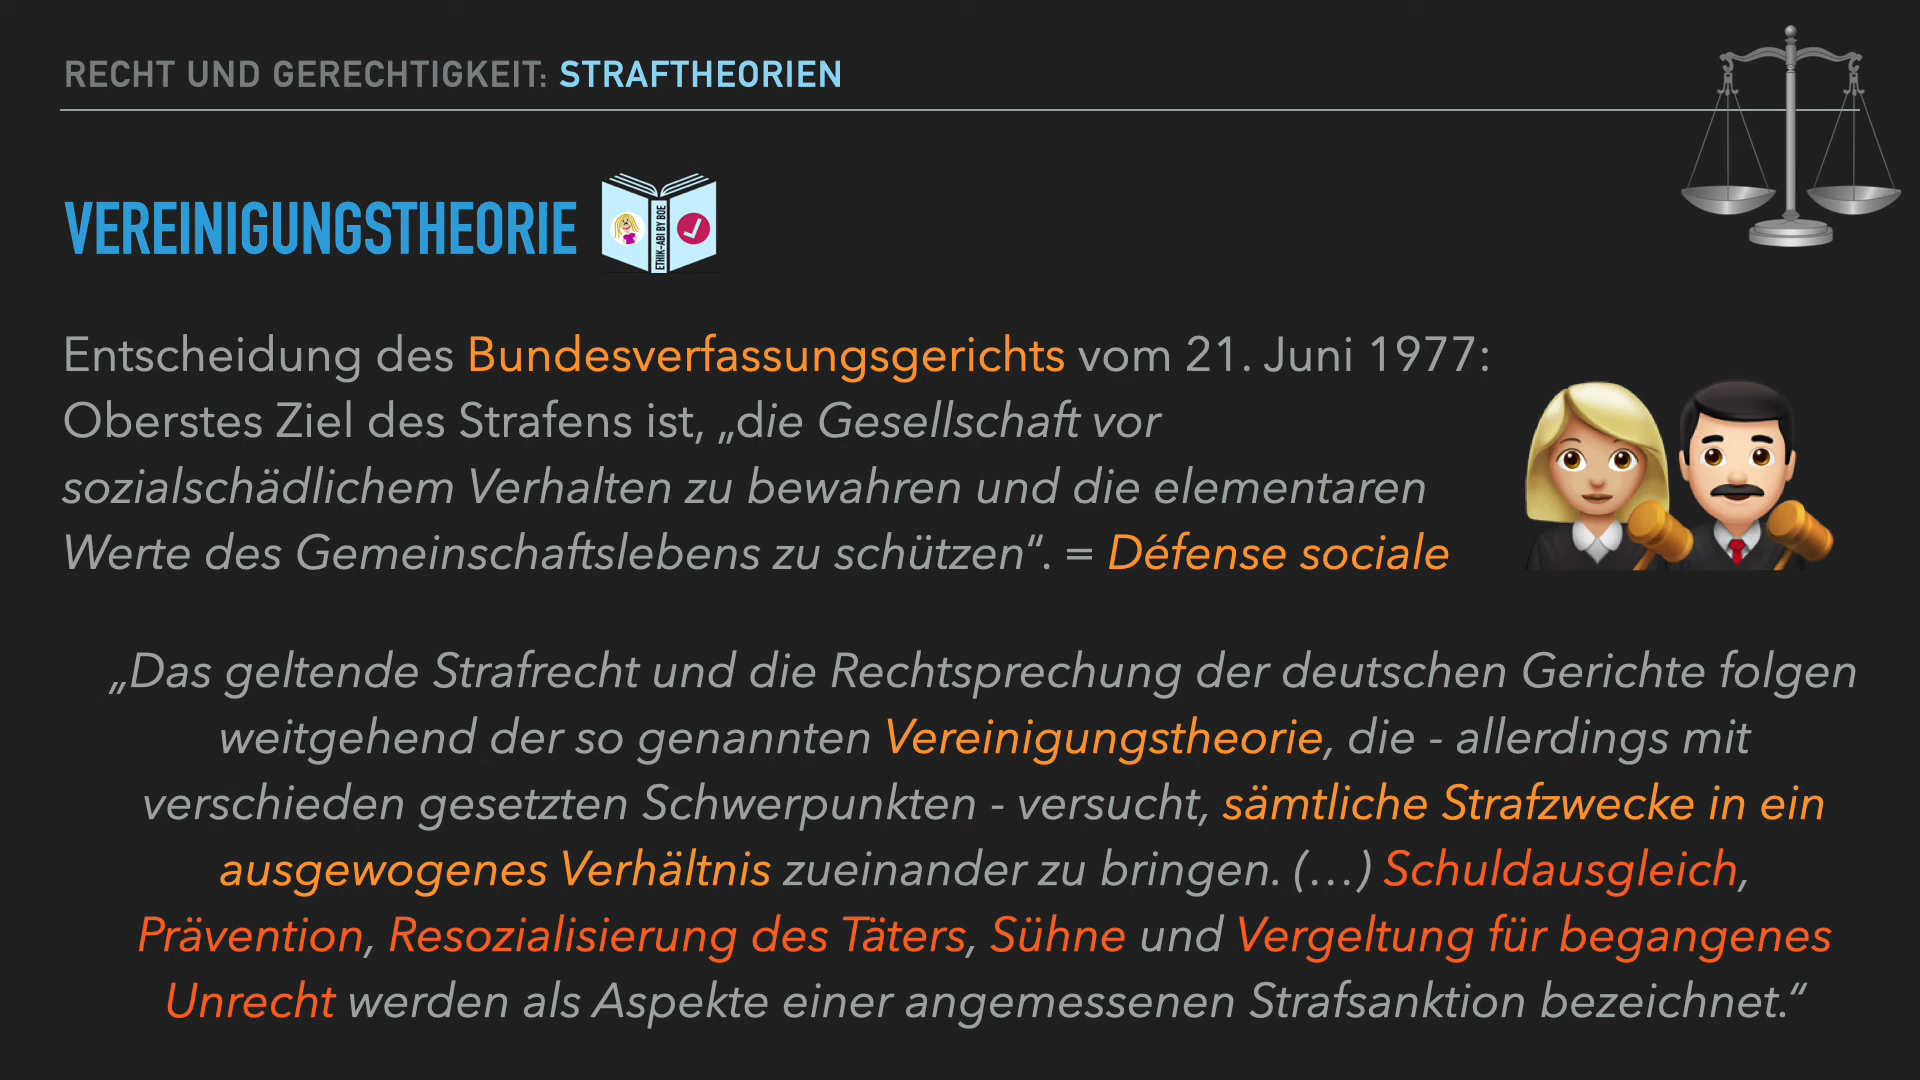 RECHT UND GERECHTIGKEIT: STRAFTHEORIEN
VEREINIGUNGSTHEORIE
ETHIK-ABI BY BOE
Entscheidung des Bundesverfassungsgerichts vom 21. Juni 1977:
Oberstes Ziel des Strafens ist, „die Gesellschaft vor
sozialschädlichem Verhalten zu bewahren und die elementaren
Werte des Gemeinschaftslebens zu schützen“. = Défense sociale
„Das geltende Strafrecht und die Rechtsprechung der deutschen Gerichte folgen
weitgehend der so genannten Vereinigungstheorie, die - allerdings mit
verschieden gesetzten Schwerpunkten - versucht, sämtliche Strafzwecke in ein
ausgewogenes Verhältnis zueinander zu bringen. (…) Schuldausgleich,
Prävention, Resozialisierung des Täters, Sühne und Vergeltung für begangenes
Unrecht werden als Aspekte einer angemessenen Strafsanktion bezeichnet.“